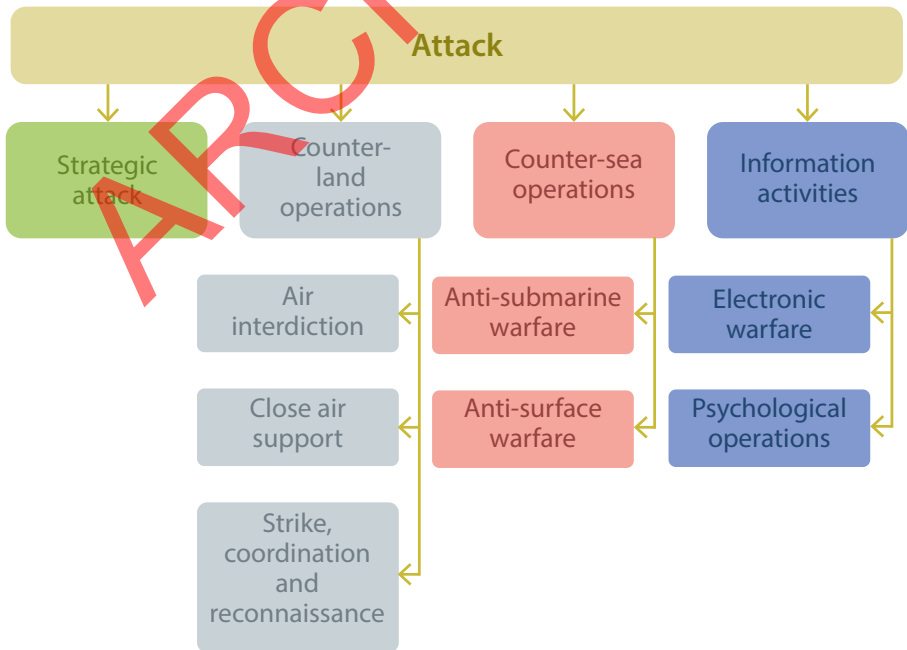 Attack
Strategic
attack
Counter-
land
operations
Counter-sea
operations
Information
activities
Air
interdiction
Close air
support
Strike,
coordination
and
reconnaissance
Anti-submarine
warfare
Anti-surface
warfare
Electronic
warfare
Psychological
operations
ARC